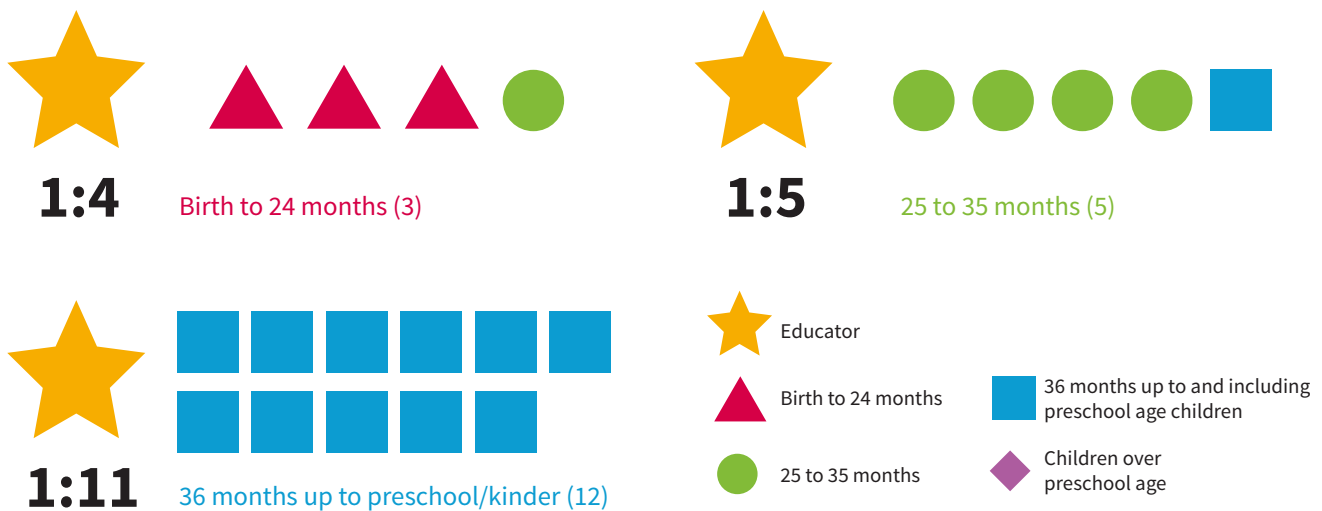 1:4
Birth to 24 months (3)
1:5
25 to 35 months (5)
1:11
36 months up to preschool/kinder (12)
Educator
Birth to 24 months
25 to 35 months
36 months up to and including
preschool age children
Children over
preschool age